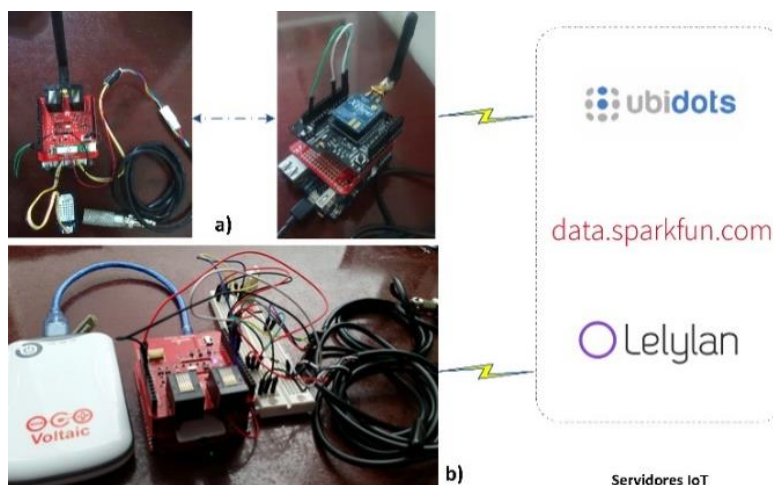 a)
ubidots
data.sparkfun.com
Lelylan
Voltaic
b)
Servidores IoT